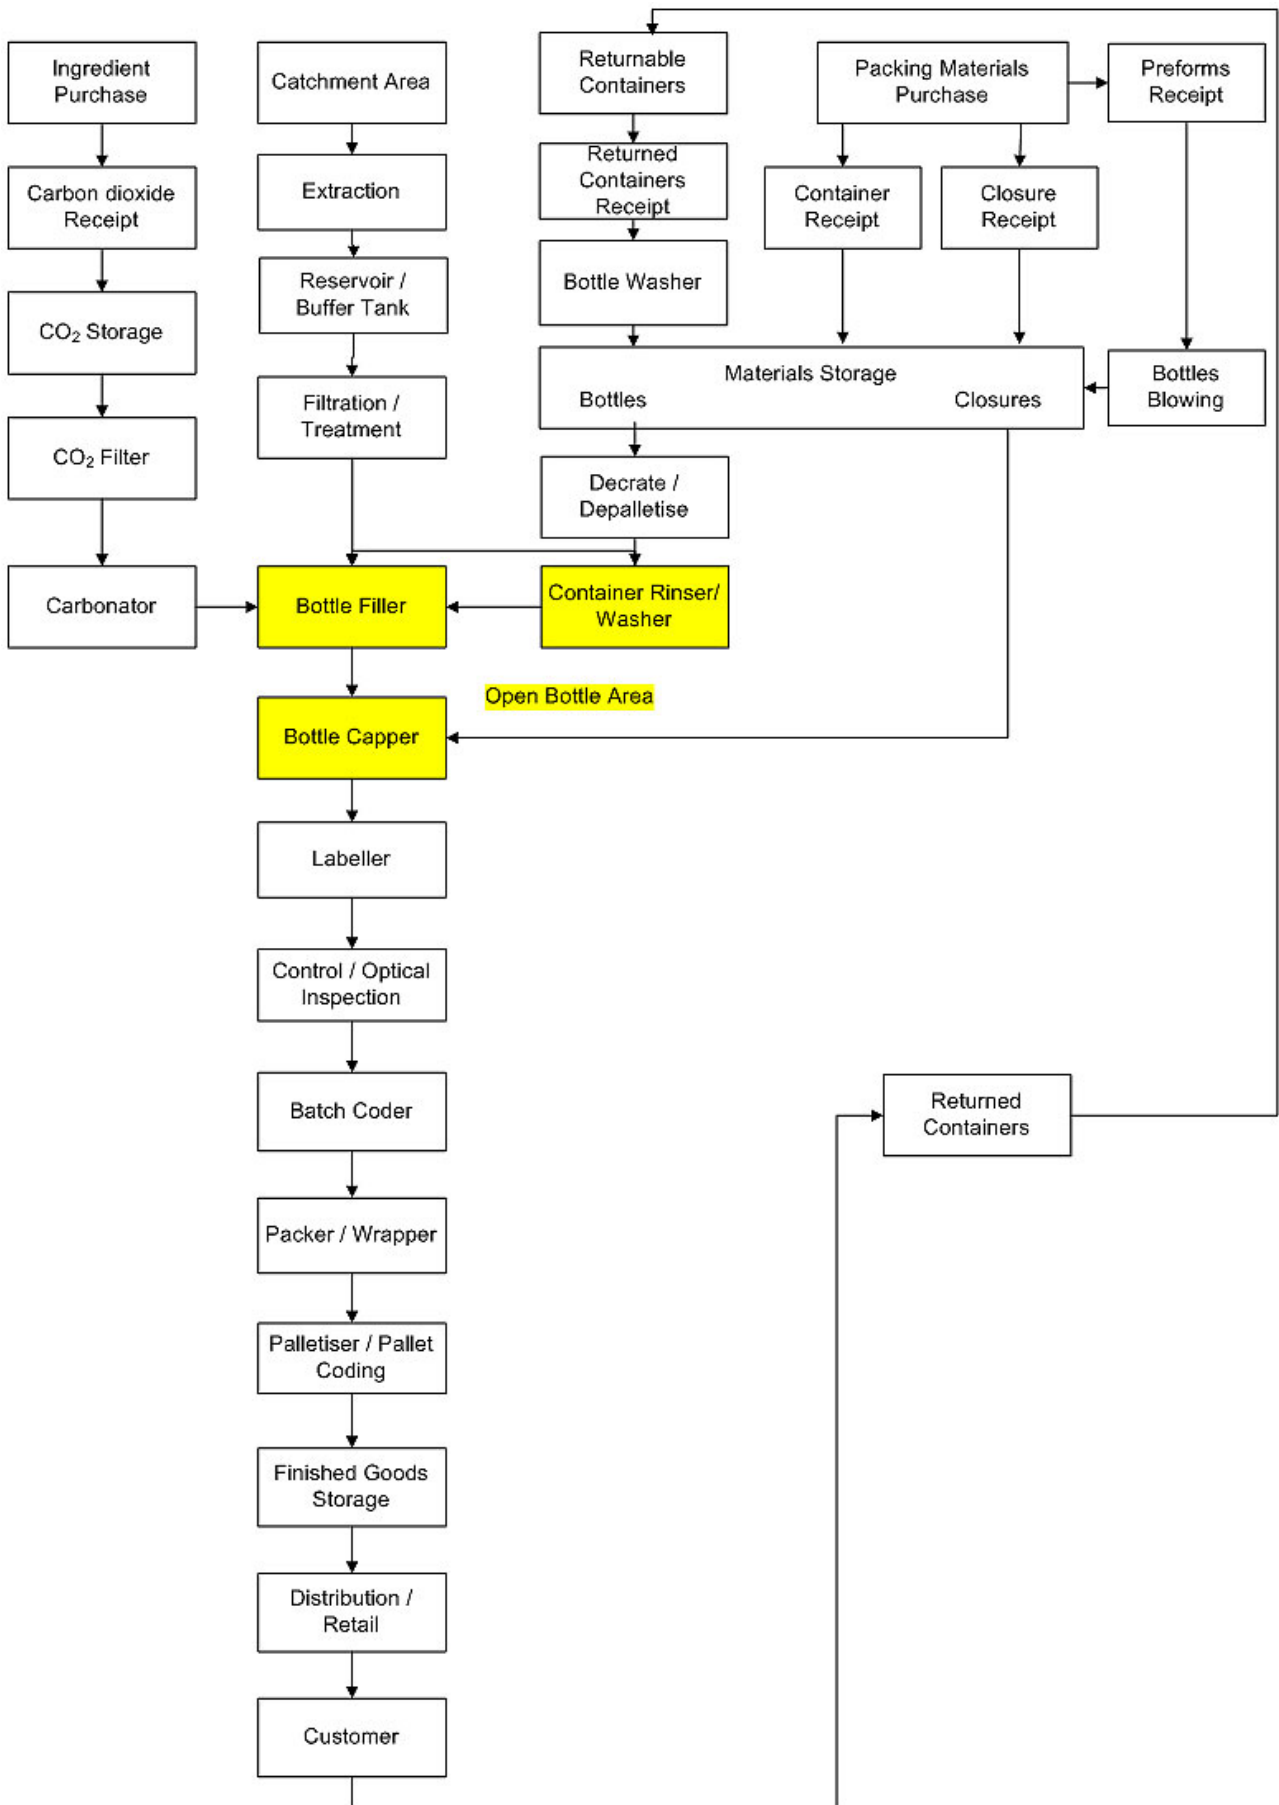 Ingredient
Purchase
Catchment Area
Returnable
Containers
Packing Materials
Purchase
Preforms
Receipt
Carbon dioxide
Receipt
Extraction
Returned
Containers
Receipt
Container
Receipt
Closure
Receipt
CO₂ Storage
Reservoir /
Buffer Tank
Bottle Washer
Materials Storage
Bottles
Closures
Bottles
Blowing
CO₂ Filter
Filtration /
Treatment
Decrate /
Depalletise
Carbonator
Bottle Filler
Container Rinser/
Washer
Open Bottle Area
Bottle Capper
Labeller
Control / Optical
Inspection
Batch Coder
Returned
Containers
Packer / Wrapper
Palletiser / Pallet
Coding
Finished Goods
Storage
Distribution /
Retail
Customer